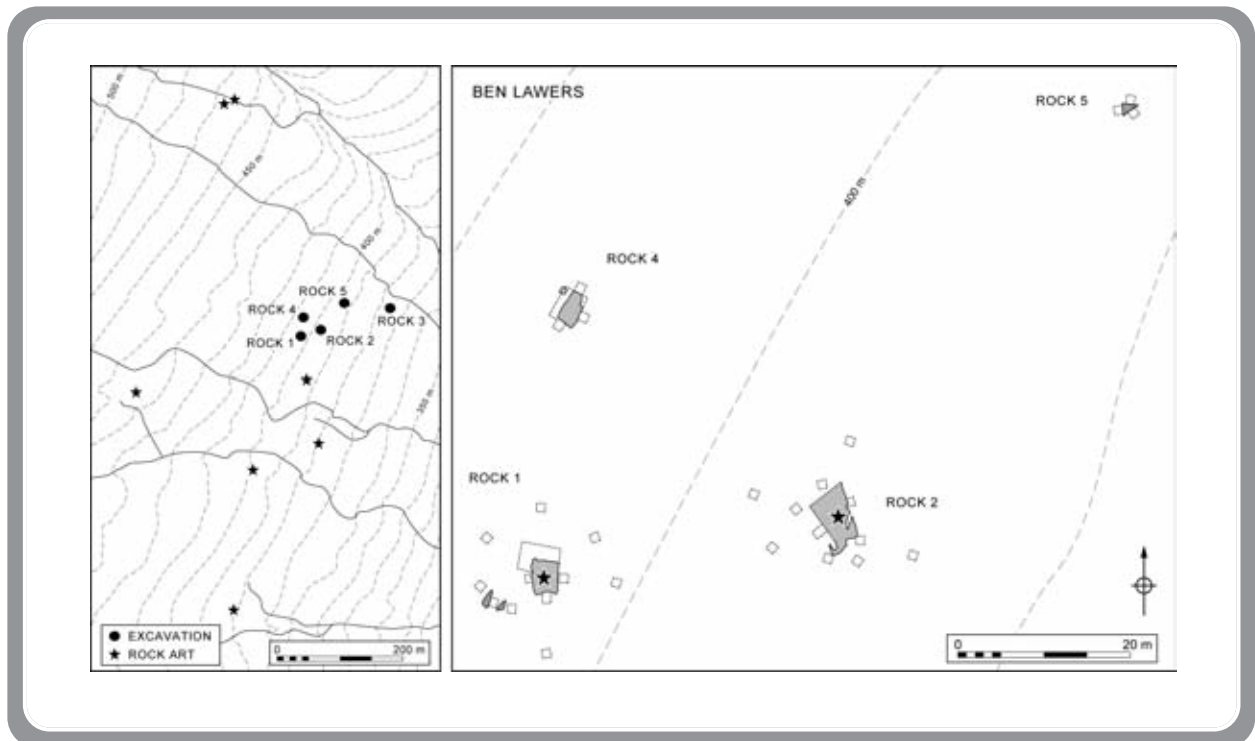 500 m
450 m
400 m
ROCK 5
ROCK 4
ROCK 3
ROCK 1
ROCK 2
350 m
EXCAVATION
ROCK ART
0 200 m
BEN LAWERS
ROCK 5
400 m
ROCK 4
ROCK 1
ROCK 2
0 20 m